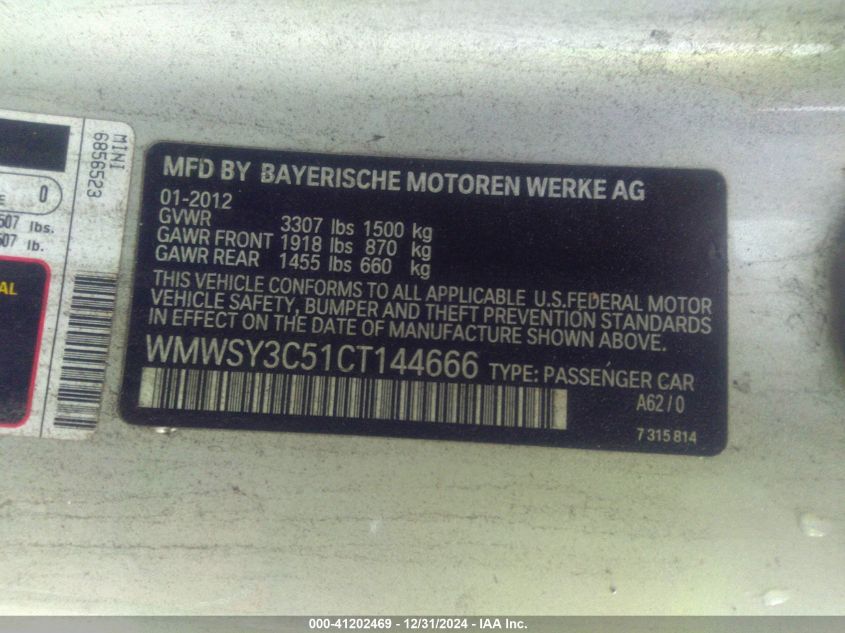 MINI
6856523
0
507 lbs.
507 lb.
AL
MFD BY BAYERISCHE MOTOREN WERKE AG
01-2012
GVWR 3307 lbs 1500 kg
GAWR FRONT 1918 lbs 870 kg
GAWR REAR 1455 lbs 660 kg
THIS VEHICLE CONFORMS TO ALL APPLICABLE U.S.FEDERAL MOTOR
VEHICLE SAFETY, BUMPER AND THEFT PREVENTION STANDARDS
IN EFFECT ON THE DATE OF MANUFACTURE SHOWN ABOVE.
WMWSY3C51CT144666 TYPE: PASSENGER CAR
A62/0
7 315 814
000-41202469 - 12/31/2024 - IAA Inc.